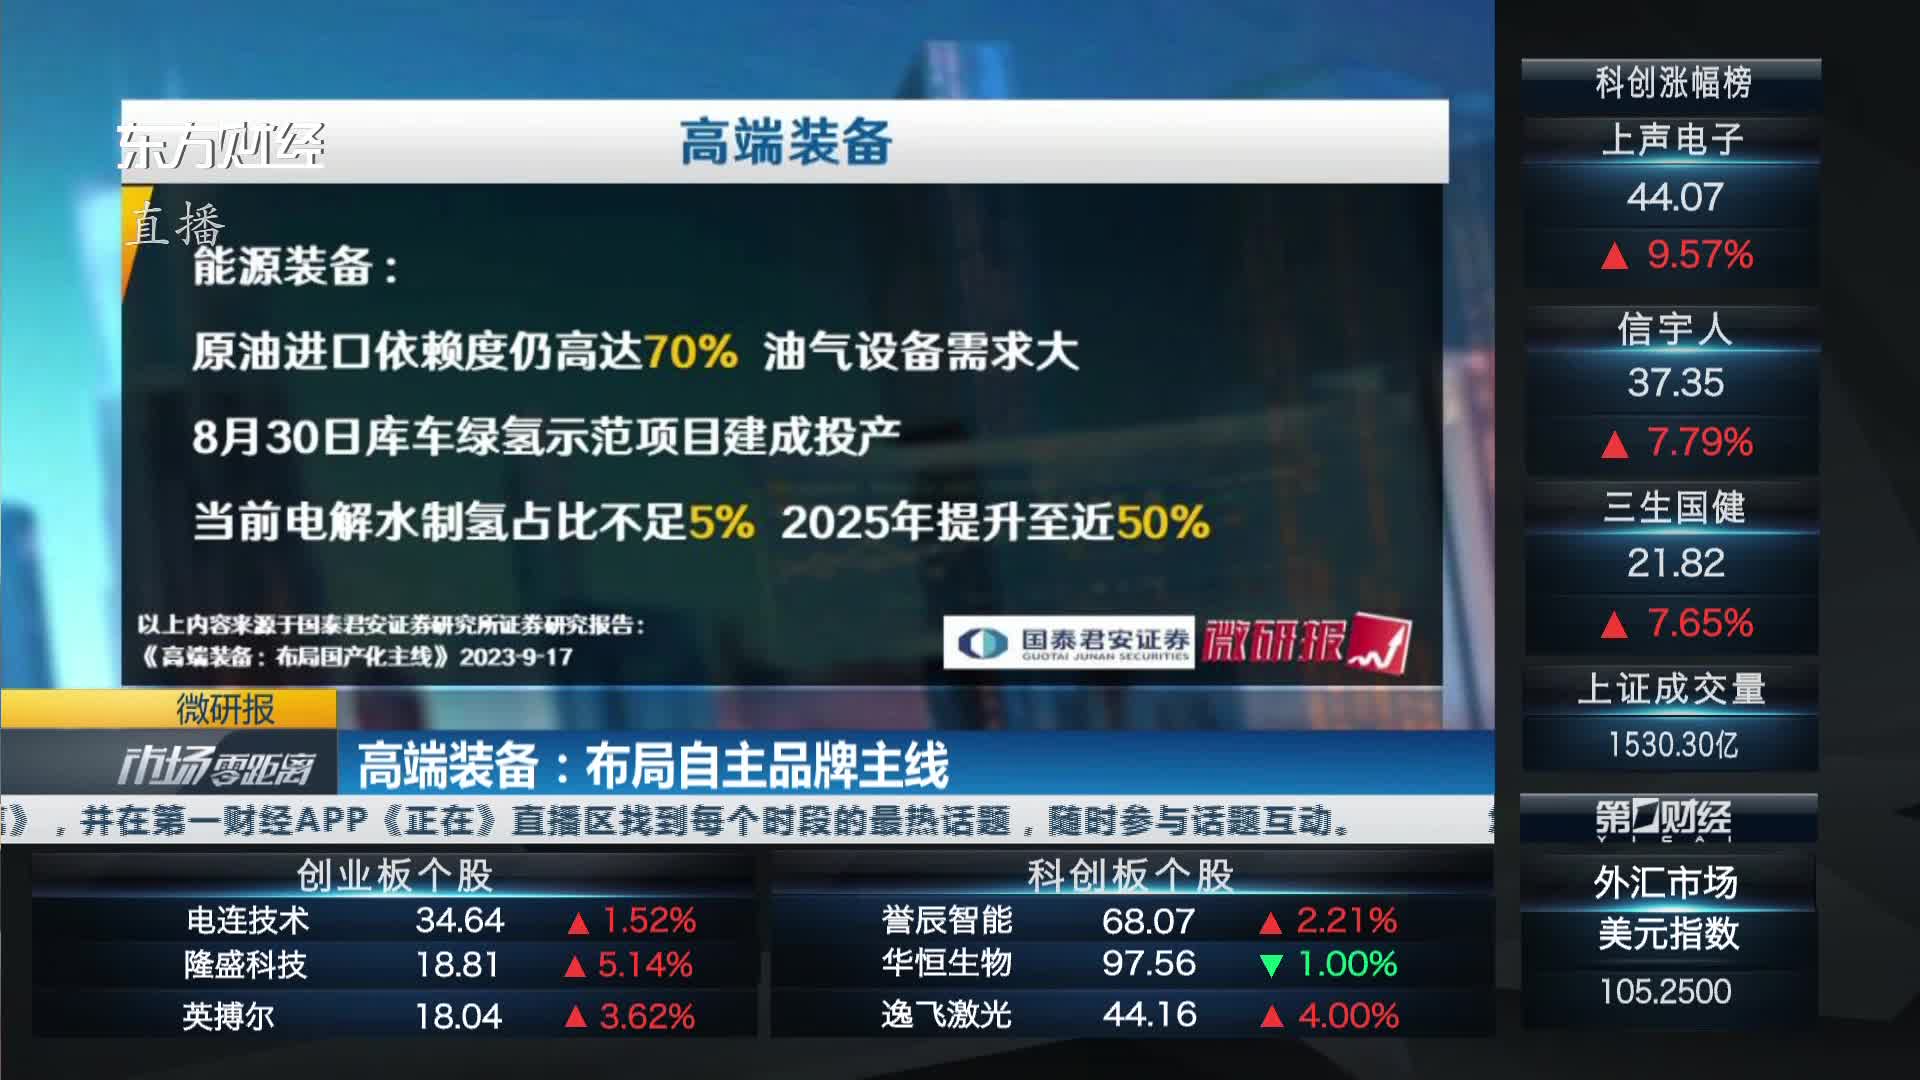 高端装备
东方财经
直播
能源装备：
原油进口依赖度仍高达70% 油气设备需求大
8月30日库车绿氢示范项目建成投产
当前电解水制氢占比不足5% 2025年提升至近50%
以上内容来源于国泰君安证券研究所证券研究报告：
《高端装备：布局国产化主线》2023-9-17
国泰君安证券
GUOTAI JUNAN SECURITIES
微研报
微研报
市场零距离
高端装备：布局自主品牌主线
》，并在第一财经APP《正在》直播区找到每个时段的最热话题，随时参与话题互动。
创业板个股
电连技术 34.64 ▲ 1.52%
隆盛科技 18.81 ▲ 5.14%
英搏尔 18.04 ▲ 3.62%
科创板个股
誉辰智能 68.07 ▲ 2.21%
华恒生物 97.56 ▼ 1.00%
逸飞激光 44.16 ▲ 4.00%
科创涨幅榜
上声电子
44.07
▲ 9.57%
信宇人
37.35
▲ 7.79%
三生国健
21.82
▲ 7.65%
上证成交量
1530.30亿
第一财经
YICAI
外汇市场
美元指数
105.2500